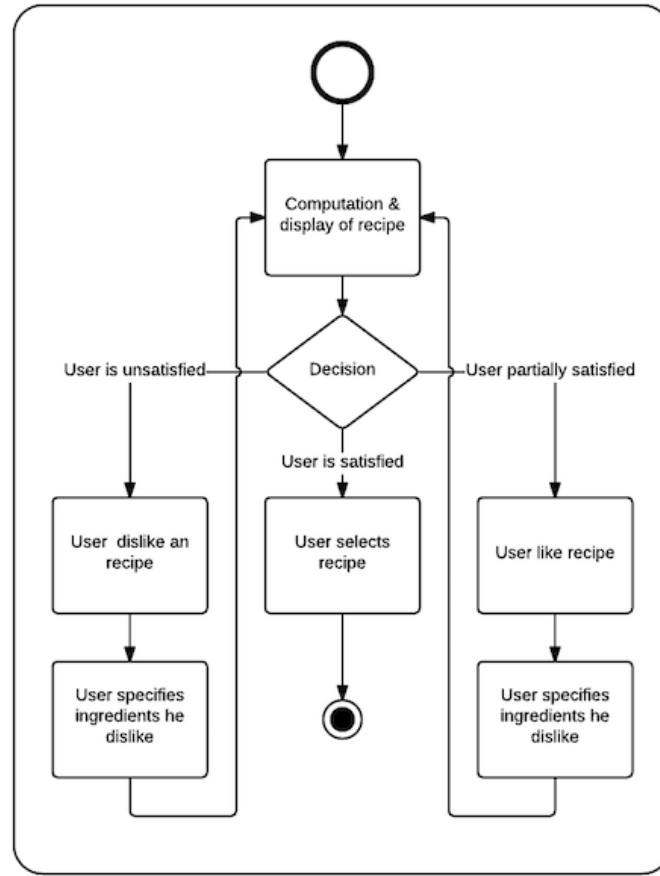 Computation &
display of recipe
Decision
User is unsatisfied
User partially satisfied
User is satisfied
User  dislike an
recipe
User selects
recipe
User like recipe
User specifies
ingredients he
dislike
User specifies
ingredients he
dislike